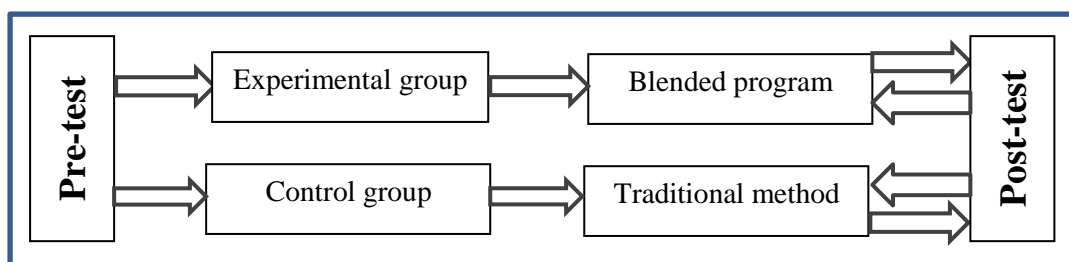 Pre-test
Experimental group
Blended program
Control group
Traditional method
Post-test